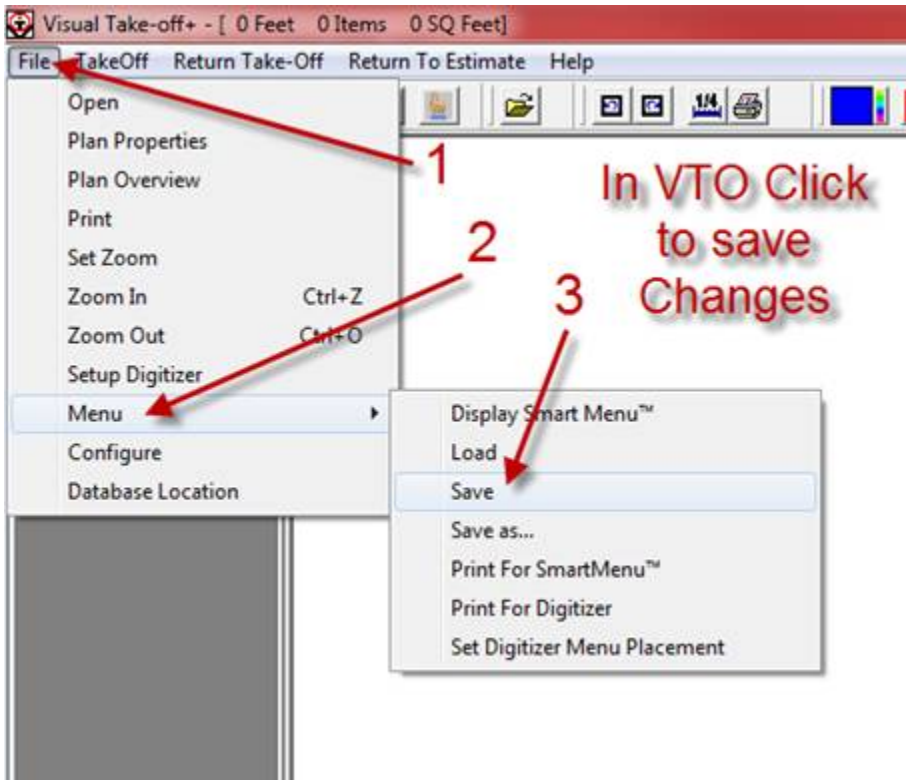 Visual Take-off+ - [ 0 Feet 0 Items 0 SQ Feet]
File TakeOff Return Take-Off Return To Estimate Help
1/4
Open
Plan Properties
Plan Overview
Print
Set Zoom
Zoom In Ctrl+Z
Zoom Out Ctrl+O
Setup Digitizer
Menu
Configure
Database Location
1
2
3
In VTO Click
to save
Changes
Display Smart Menu™
Load
Save
Save as...
Print For SmartMenu™
Print For Digitizer
Set Digitizer Menu Placement